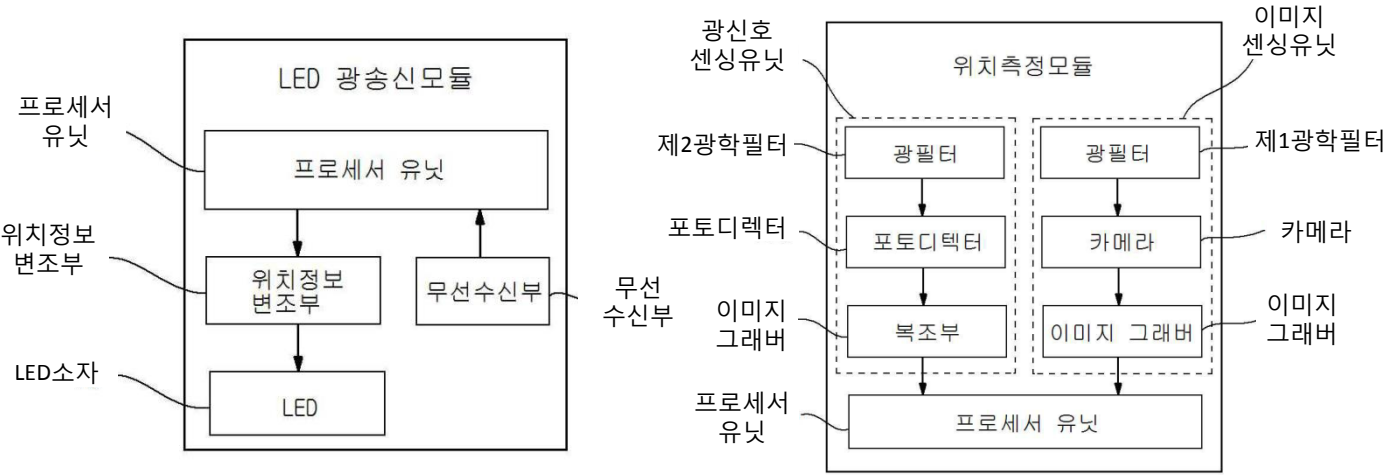 LED 광송신모듈
프로세서
유닛
프로세서 유닛
위치정보
변조부
위치정보
변조부
무선수신부
무선
수신부
LED소자
LED
광신호
센싱유닛
위치측정모듈
이미지
센싱유닛
제2광학필터
광필터
광필터
제1광학필터
포토디렉터
포토디텍터
카메라
카메라
이미지
그래버
복조부
이미지 그래버
이미지
그래버
프로세서
유닛
프로세서 유닛